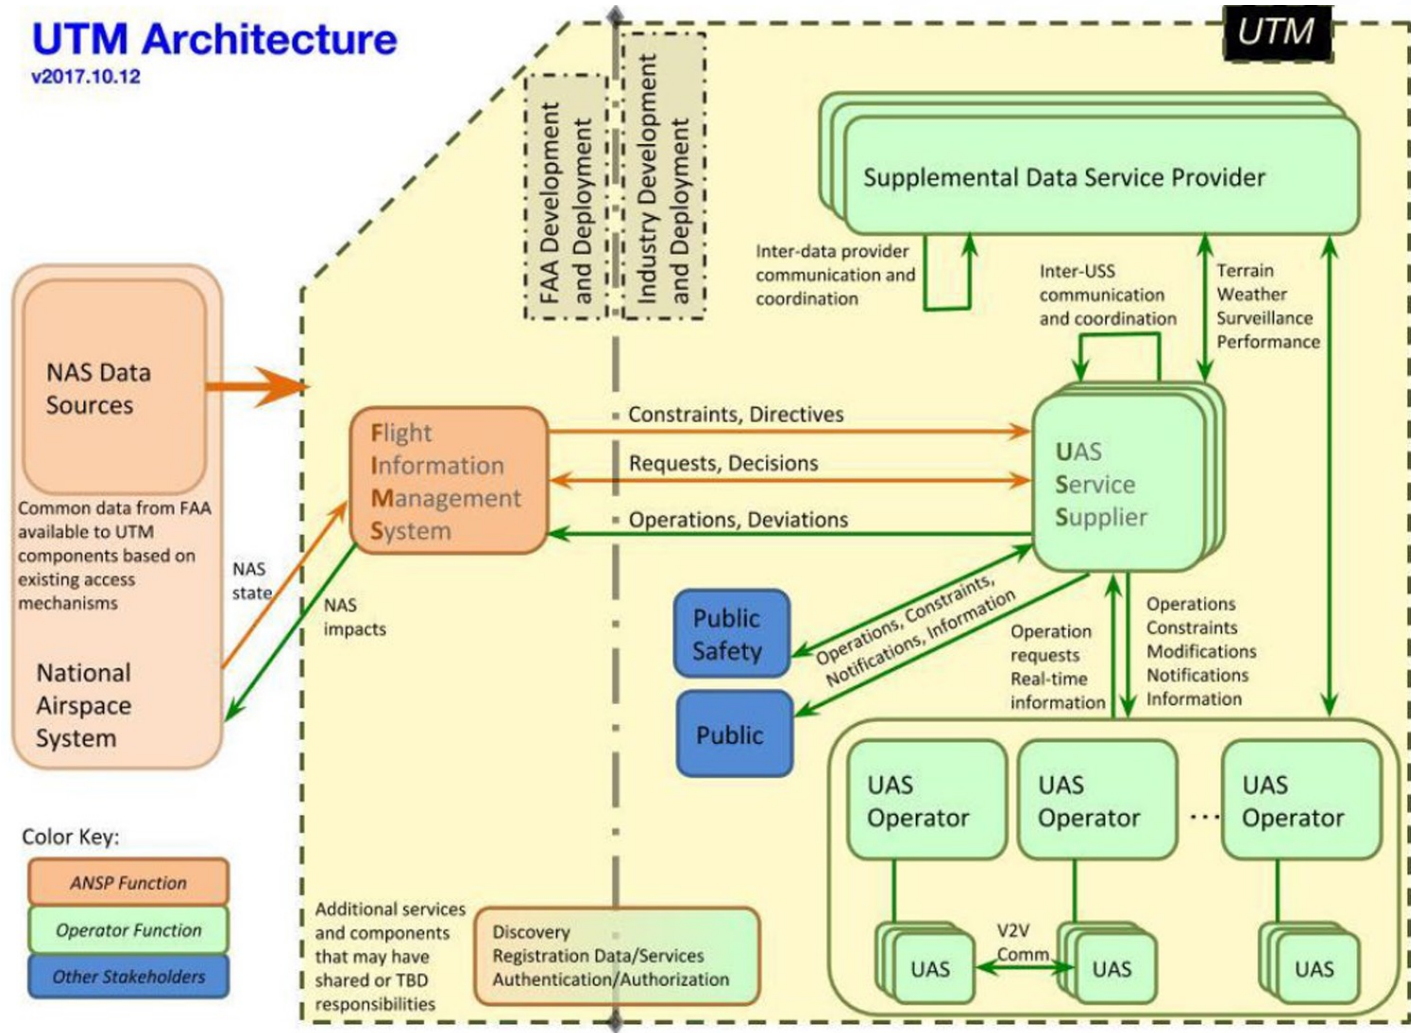 UTM Architecture
v2017.10.12
UTM
FAA Development
and Deployment
Industry Development
and Deployment
Supplemental Data Service Provider
Inter-data provider
communication and
coordination
Inter-USS
communication
and coordination
Terrain
Weather
Surveillance
Performance
NAS Data
Sources
Common data from FAA
available to UTM
components based on
existing access
mechanisms
National
Airspace
System
NAS
state
NAS
impacts
Flight
Information
Management
System
Constraints, Directives
Requests, Decisions
Operations, Deviations
UAS
Service
Supplier
Public
Safety
Public
Operations, Constraints,
Notifications, Information
Operation
requests
Real-time
information
Operations
Constraints
Modifications
Notifications
Information
UAS
Operator
UAS
Operator
...
UAS
Operator
UAS
V2V
Comm.
UAS
UAS
Color Key:
ANSP Function
Operator Function
Other Stakeholders
Additional services
and components
that may have
shared or TBD
responsibilities
Discovery
Registration Data/Services
Authentication/Authorization